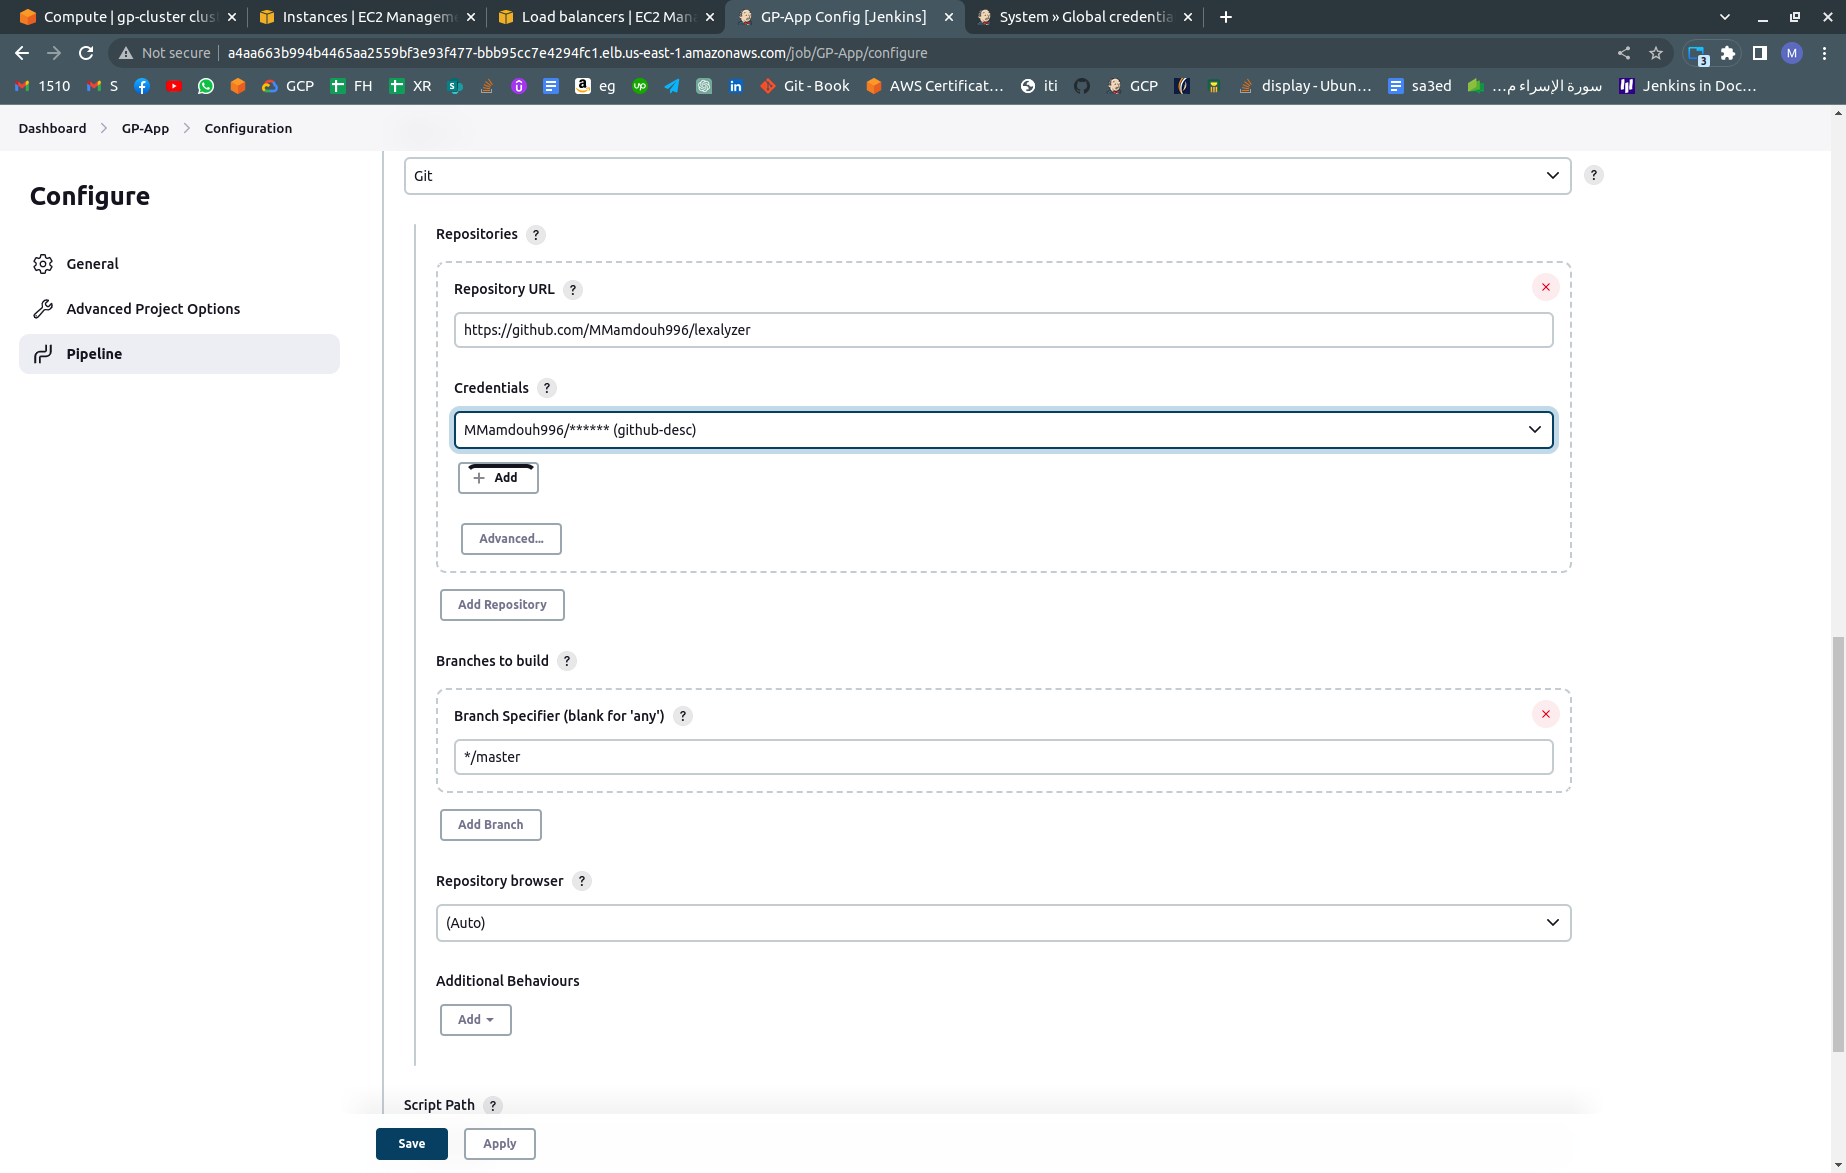 Compute | gp-cluster clus
Instances | EC2 Managem
Load balancers | EC2 Man
GP-App Config [Jenkins]
System » Global credentia
Not secure
a4aa663b994b4465aa2559bf3e93f477-bbb95cc7e4294fc1.elb.us-east-1.amazonaws.com/job/GP-App/configure
3
M
1510
S
GCP
FH
XR
eg
up
in
Git - Book
AWS Certificat…
iti
GCP
display - Ubun…
sa3ed
سورة الإسراء م…
Jenkins in Doc…
Dashboard
GP-App
Configuration
Configure
General
Advanced Project Options
Pipeline
Git
?
Repositories ?
Repository URL ?
https://github.com/MMamdouh996/lexalyzer
Credentials ?
MMamdouh996/****** (github-desc)
+ Add
Advanced...
Add Repository
Branches to build ?
Branch Specifier (blank for 'any') ?
*/master
Add Branch
Repository browser ?
(Auto)
Additional Behaviours
Add
Script Path ?
Save
Apply